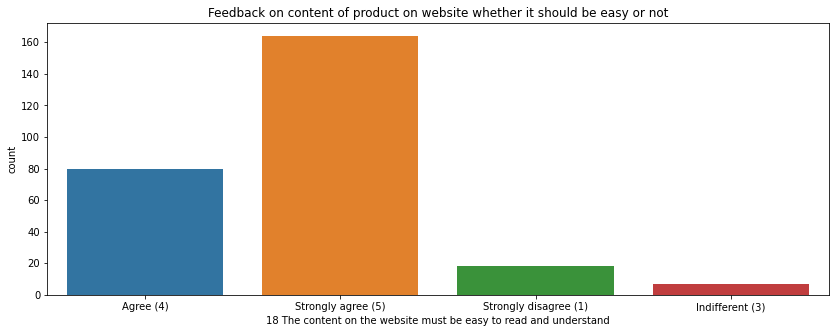 Feedback on content of product on website whether it should be easy or not
count
160
140
120
100
80
60
40
20
0
Agree (4) Strongly agree (5) Strongly disagree (1) Indifferent (3)
18 The content on the website must be easy to read and understand